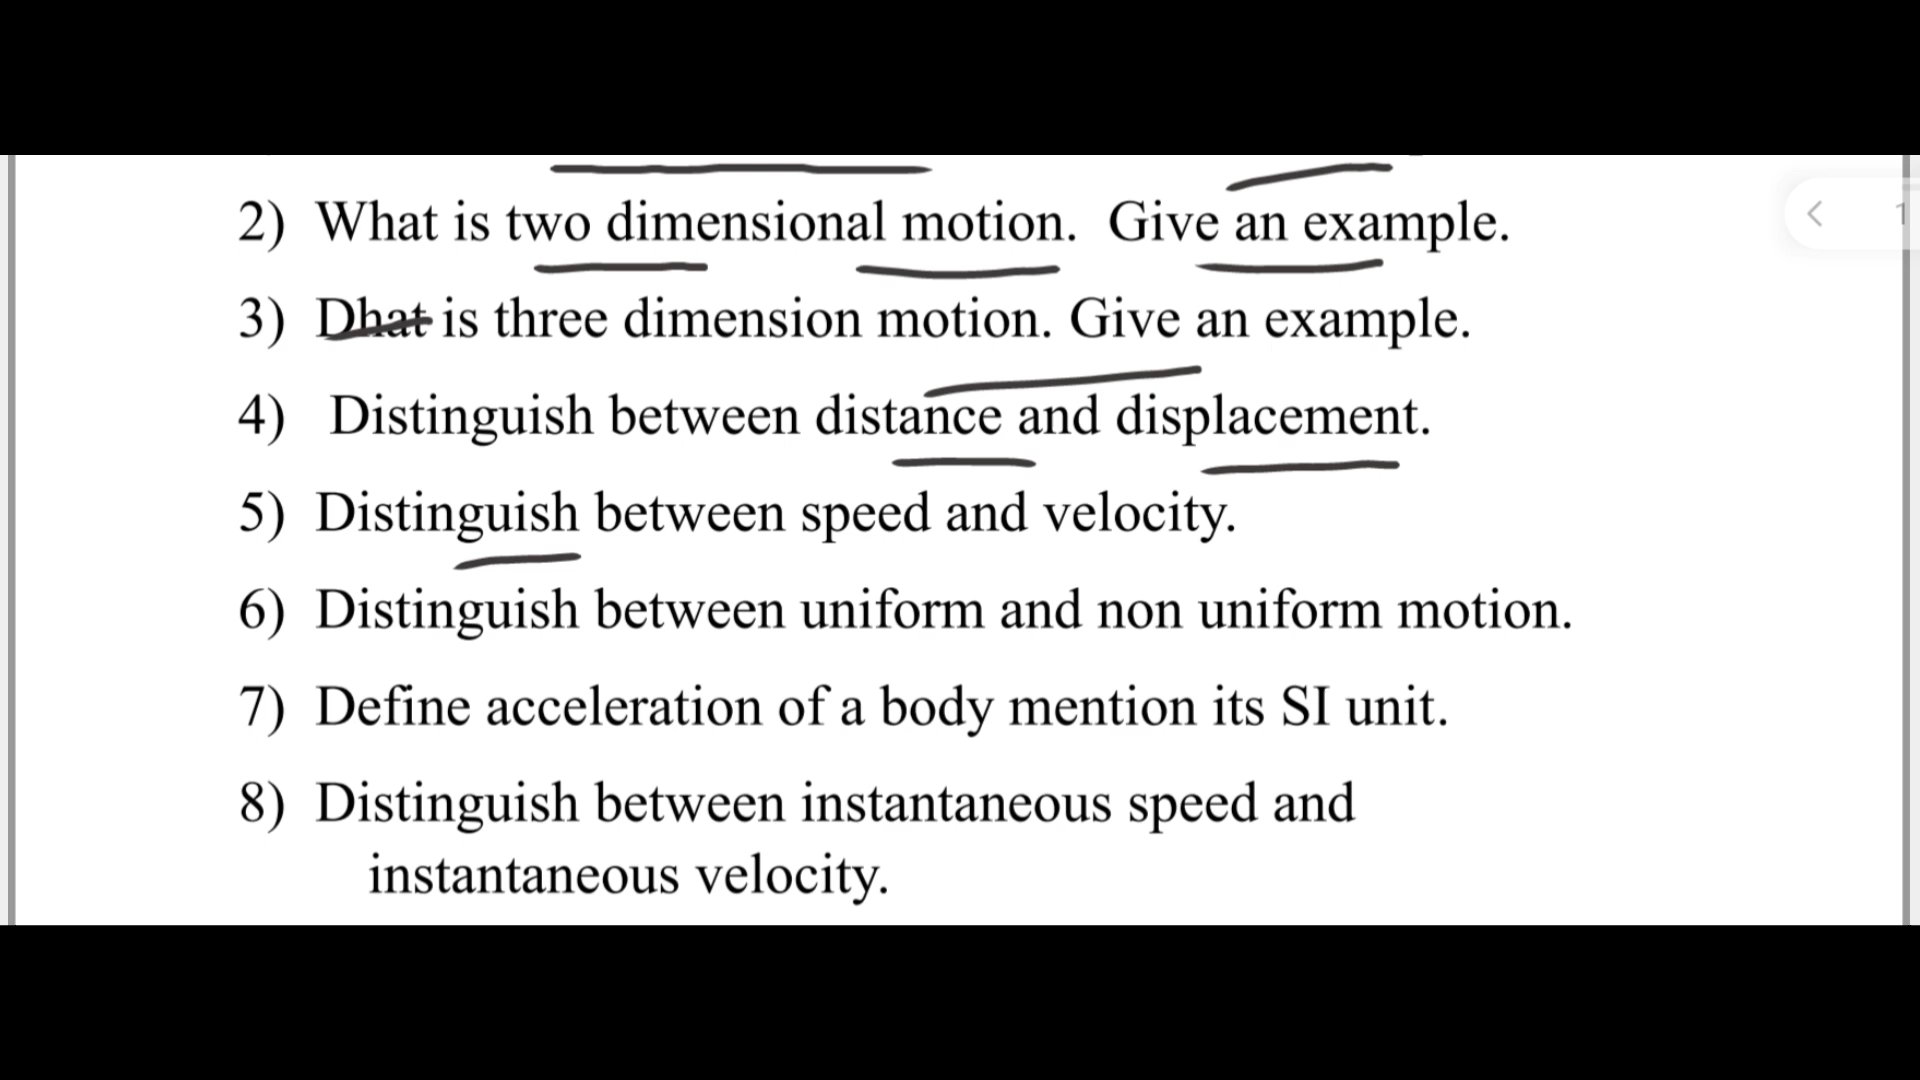 2) What is two dimensional motion. Give an example.
3) Dhat is three dimension motion. Give an example.
4) Distinguish between distance and displacement.
5) Distinguish between speed and velocity.
6) Distinguish between uniform and non uniform motion.
7) Define acceleration of a body mention its SI unit.
8) Distinguish between instantaneous speed and
instantaneous velocity.
1